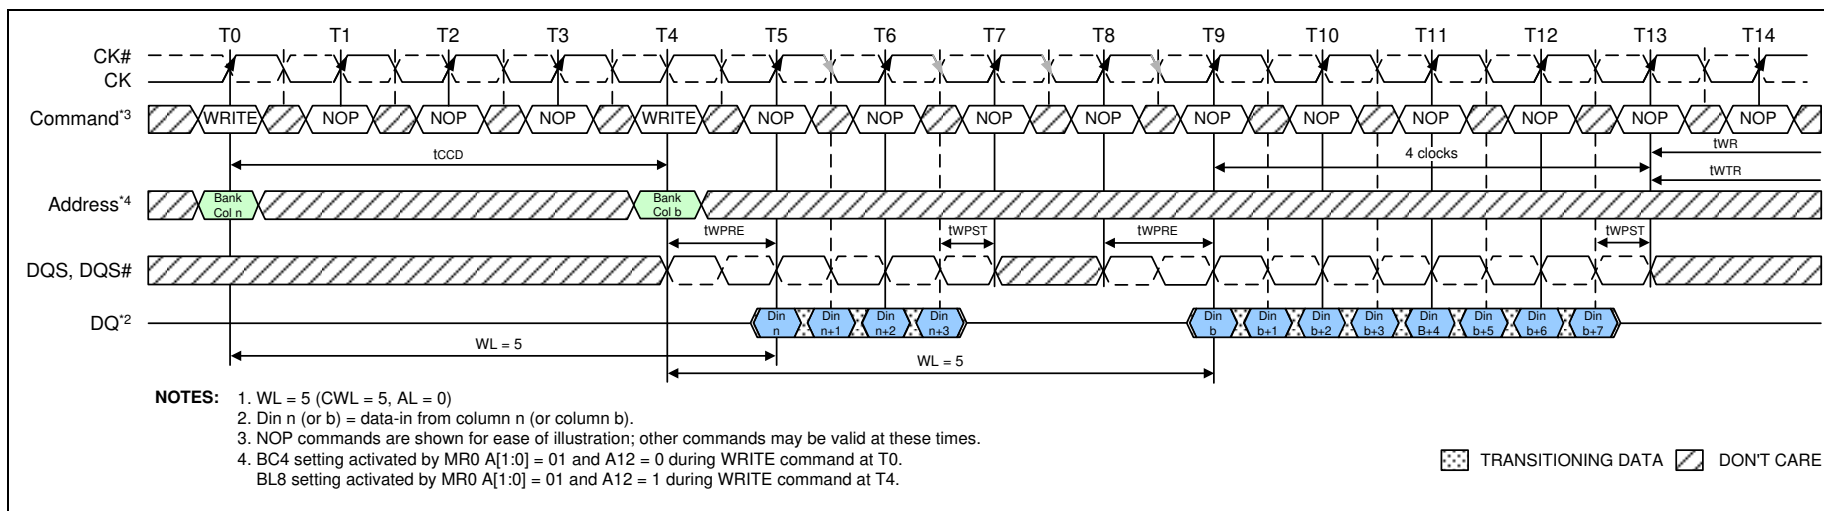 T0 T1 T2 T3 T4 T5 T6 T7 T8 T9 T10 T11 T12 T13 T14
CK#
CK
Command*3 WRITE NOP NOP NOP WRITE NOP NOP NOP NOP NOP NOP NOP NOP NOP NOP
tCCD 4 clocks tWR
tWTR
Address*4 Bank Col n Bank Col b
tWPRE tWPST tWPRE tWPST
DQS, DQS#
DQ*2 Din n Din n+1 Din n+2 Din n+3 Din b Din b+1 Din b+2 Din b+3 Din B+4 Din b+5 Din b+6 Din b+7
WL = 5
WL = 5
NOTES: 1. WL = 5 (CWL = 5, AL = 0)
2. Din n (or b) = data-in from column n (or column b).
3. NOP commands are shown for ease of illustration; other commands may be valid at these times.
4. BC4 setting activated by MR0 A[1:0] = 01 and A12 = 0 during WRITE command at T0.
BL8 setting activated by MR0 A[1:0] = 01 and A12 = 1 during WRITE command at T4.
TRANSITIONING DATA DON'T CARE